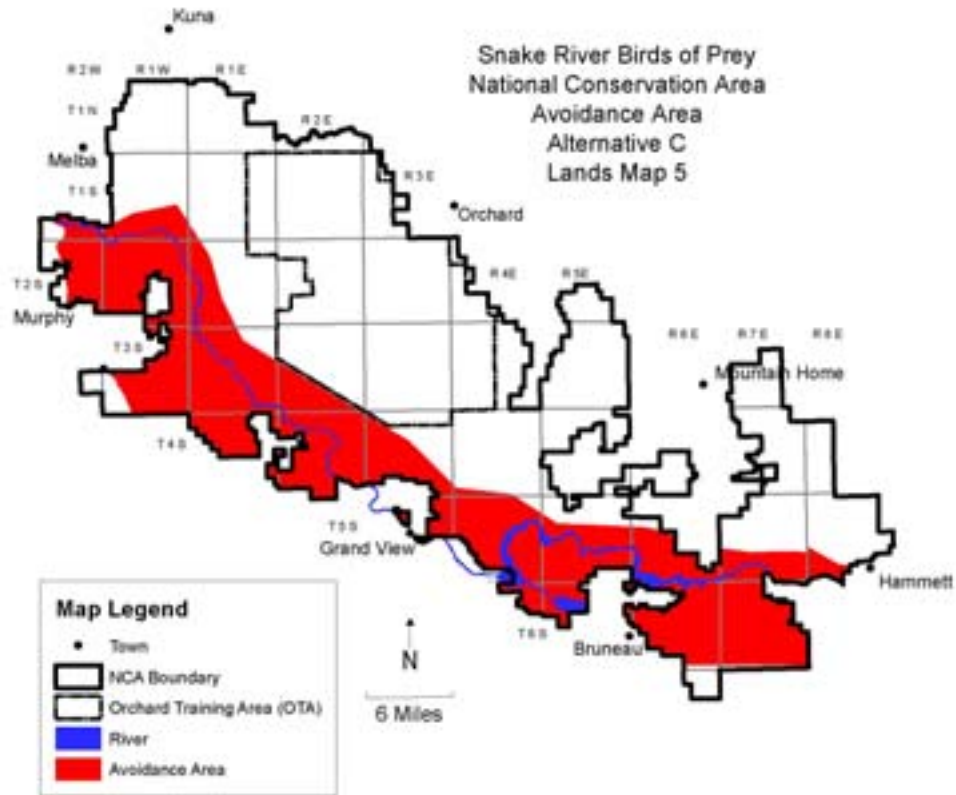 Kuna
Snake River Birds of Prey
National Conservation Area
Avoidance Area
Alternative C
Lands Map 5
R2W R1W R1E
T1N
R2E
Melba
T1S
R3E
Orchard
R4E R5E
T2S
Murphy
R6E R7E R8E
T3S
Mountain Home
T4S
T5S
Grand View
Hammett
T6S
Bruneau
Map Legend
Town
NCA Boundary
Orchard Training Area (OTA)
River
Avoidance Area
N
6 Miles